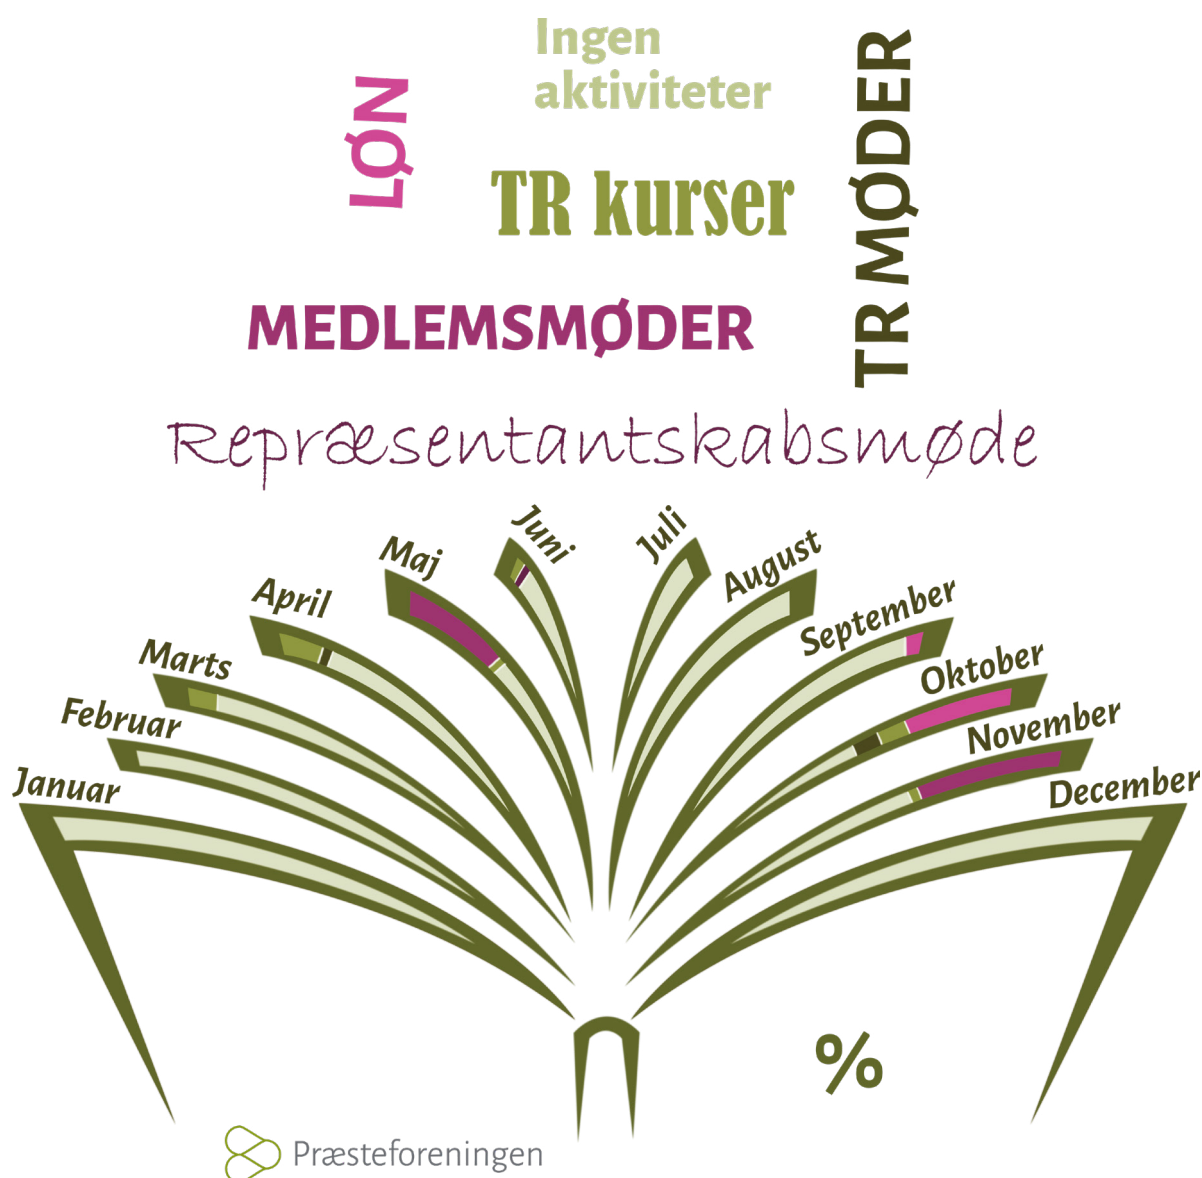 Ingen
aktiviteter
LØN
TR MØDER
TR kurser
MEDLEMSMØDER
Repræsentantskabsmøde
Januar
Februar
Marts
April
Maj
Juni
Juli
August
September
Oktober
November
December
%
Præsteforeningen